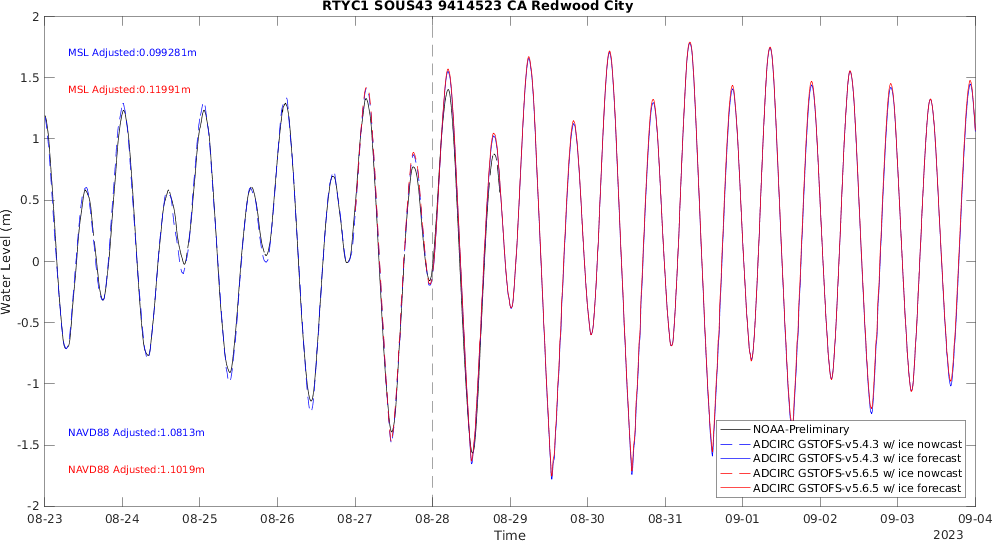 RTYC1 SOUS43 9414523 CA Redwood City
2
1.5
1
0.5
0
-0.5
-1
-1.5
-2
Water Level (m)
MSL Adjusted:0.099281m
MSL Adjusted:0.11991m
NAVD88 Adjusted:1.0813m
NAVD88 Adjusted:1.1019m
NOAA-Preliminary
ADCIRC GSTOFS-v5.4.3 w/ ice nowcast
ADCIRC GSTOFS-v5.4.3 w/ ice forecast
ADCIRC GSTOFS-v5.6.5 w/ ice nowcast
ADCIRC GSTOFS-v5.6.5 w/ ice forecast
08-23 08-24 08-25 08-26 08-27 08-28 08-29 08-30 08-31 09-01 09-02 09-03 09-04
Time
2023